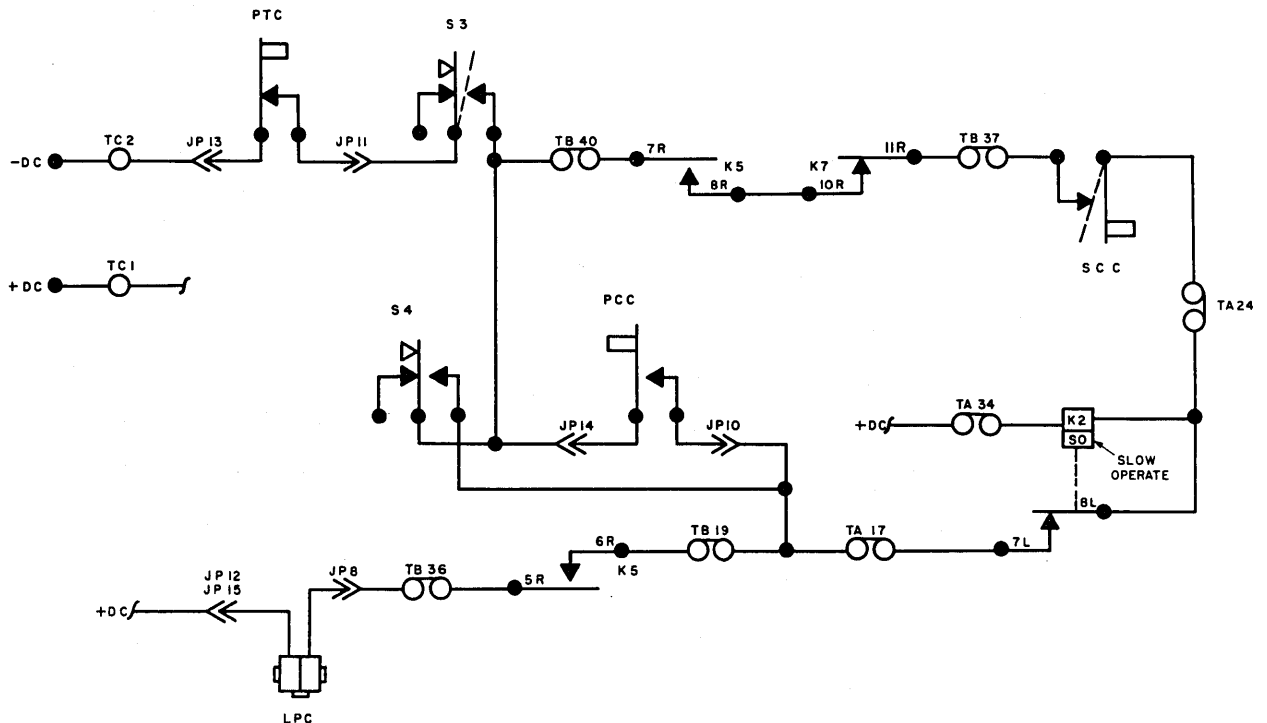 PTC
S3
-DC
TC2
JP13
JP11
TB 40
7R
K5
8R
K7
10R
11R
TB 37
SCC
+DC
TC1
TA24
S4
PCC
JP14
JP10
+DC
TA 34
K2
SO
SLOW
OPERATE
8L
6R
K5
TB 19
TA 17
7L
+DC
JP12
JP15
JP8
TB 36
5R
LPC